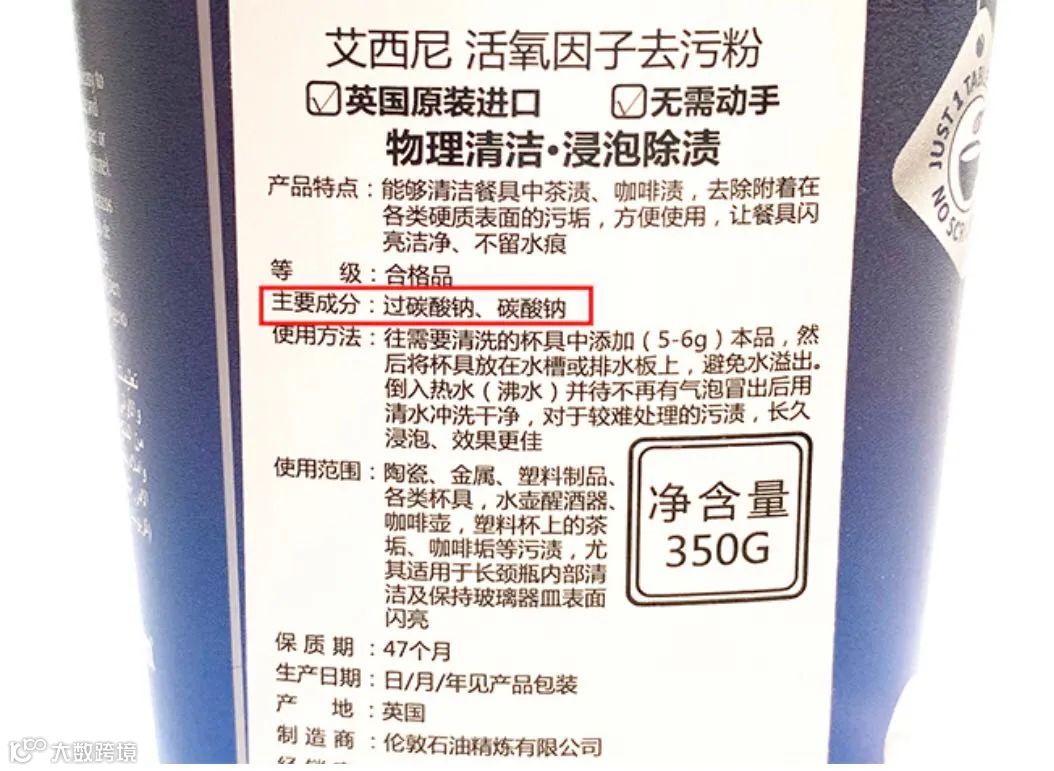 艾西尼 活氧因子去污粉
英国原装进口 无需动手
物理清洁·浸泡除渍
产品特点：能够清洁餐具中茶渍、咖啡渍，去除附着在
各类硬质表面的污垢，方便使用，让餐具闪
亮洁净、不留水痕
等 级：合格品
主要成分：过碳酸钠、碳酸钠
使用方法：往需要清洗的杯具中添加（5-6g）本品，然
后将杯具放在水槽或排水板上，避免水溢出。
倒入热水（沸水）并待不再有气泡冒出后用
清水冲洗干净，对于较难处理的污渍，长久
浸泡、效果更佳
使用范围：陶瓷、金属、塑料制品、
各类杯具，水壶醒酒器、
咖啡壶，塑料杯上的茶
垢、咖啡垢等污渍，尤
其适用于长颈瓶内部清
洁及保持玻璃器皿表面
闪亮
净含量
350G
保质期：47个月
生产日期：日/月/年见产品包装
产 地：英国
制造商：伦敦石油精炼有限公司
JUST 1 TAB
NO SCR
大数跨境